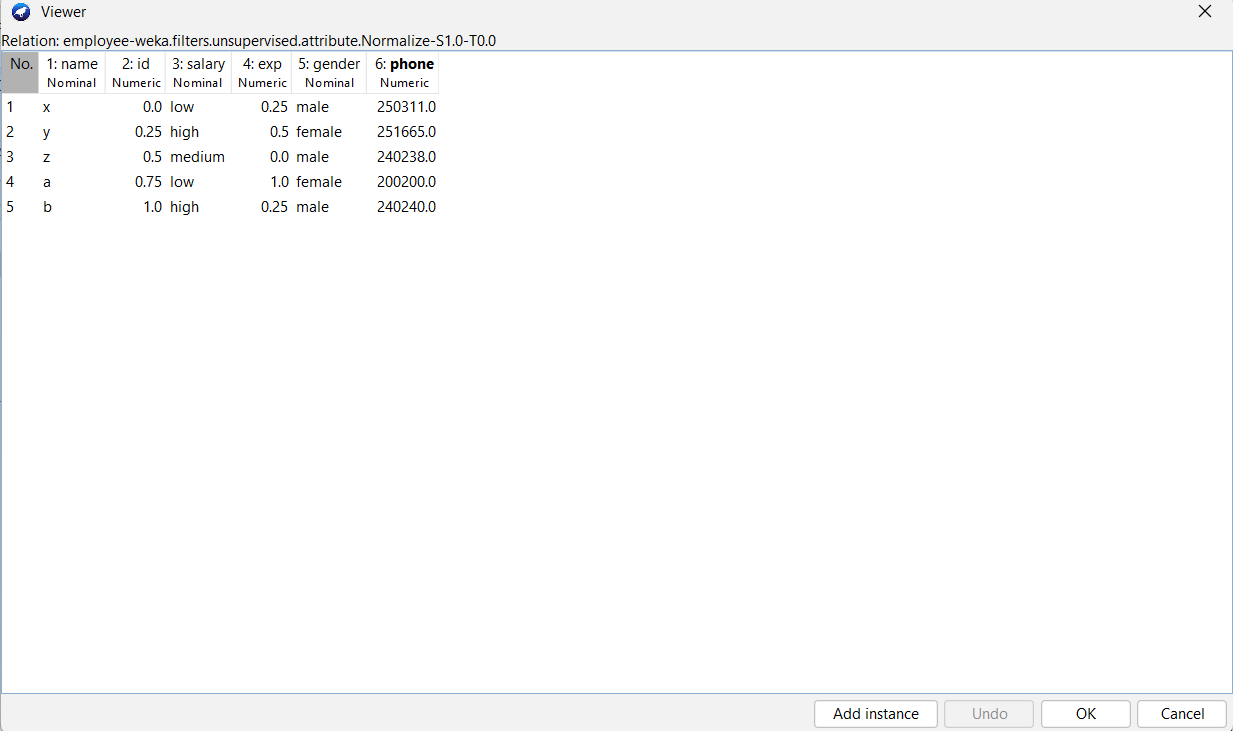 Viewer
Relation: employee-weka.filters.unsupervised.attribute.Normalize-S1.0-T0.0
No. 1: name 2: id 3: salary 4: exp 5: gender 6: phone
Nominal Numeric Nominal Numeric Nominal Numeric
1 x 0.0 low 0.25 male 250311.0
2 y 0.25 high 0.5 female 251665.0
3 z 0.5 medium 0.0 male 240238.0
4 a 0.75 low 1.0 female 200200.0
5 b 1.0 high 0.25 male 240240.0
Add instance Undo OK Cancel